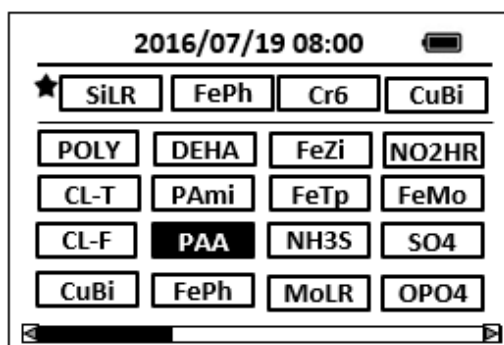 2016/07/19 08:00
SiLR FePh Cr6 CuBi
POLY DEHA FeZi NO2HR
CL-T PAmi FeTp FeMo
CL-F PAA NH3S SO4
CuBi FePh MoLR OPO4